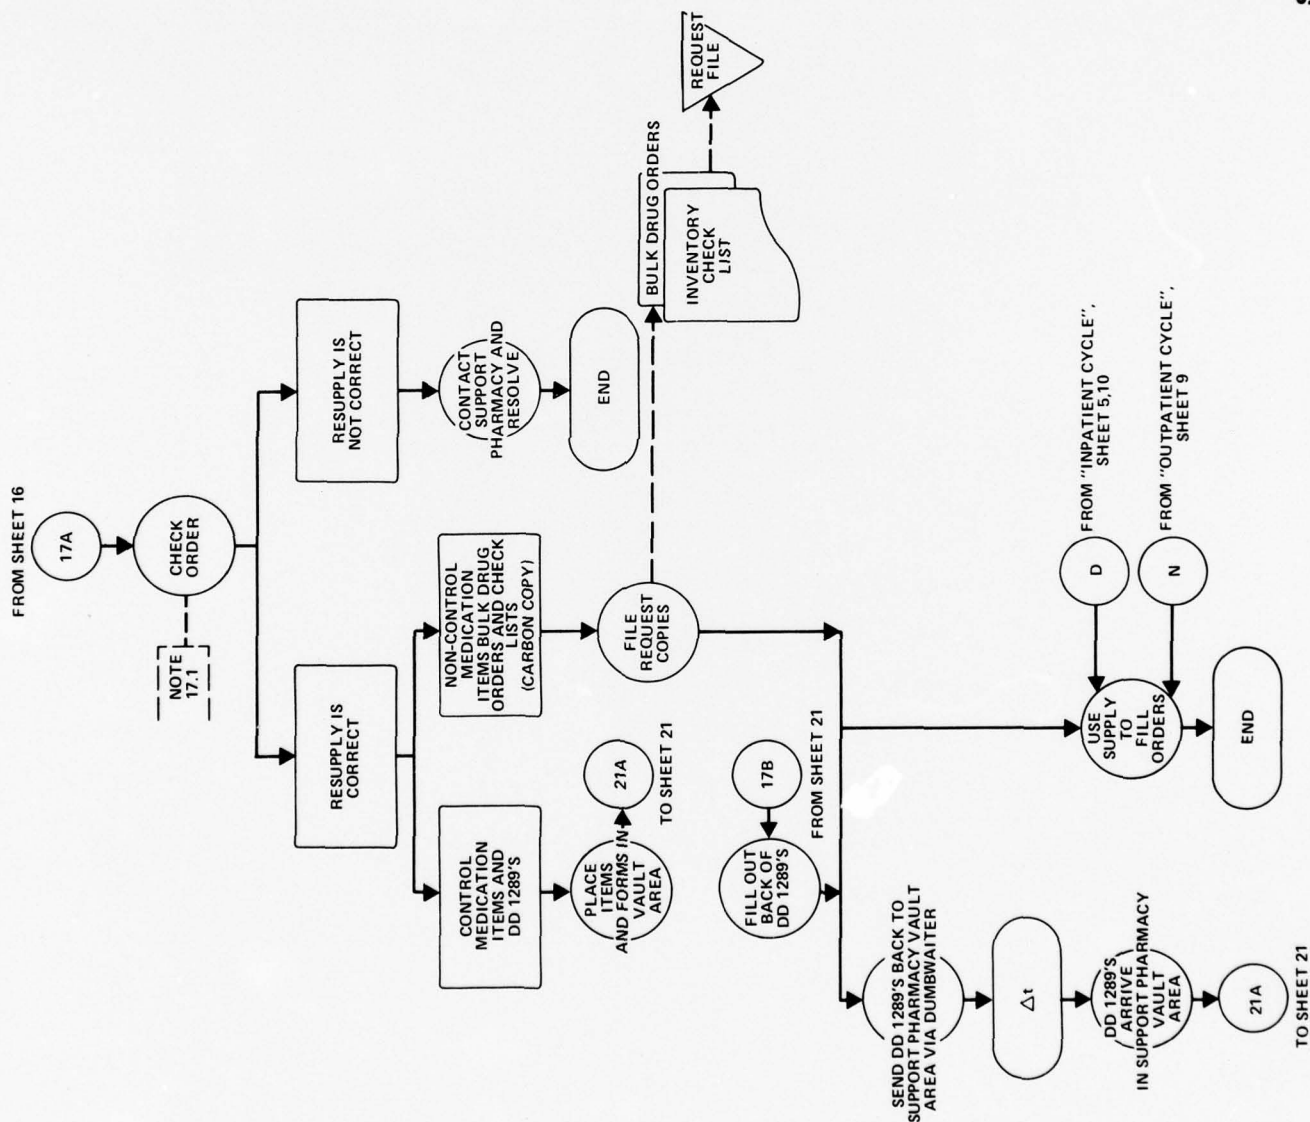 FROM SHEET 16
17A
CHECK
ORDER
NOTE
17.1
RESUPPLY IS
CORRECT
RESUPPLY IS
NOT CORRECT
CONTROL
MEDICATION
ITEMS AND
DD 1289'S
NON-CONTROL
MEDICATION
ITEMS BULK DRUG
ORDERS AND CHECK
LISTS
(CARBON COPY)
CONTACT
SUPPORT
PHARMACY AND
RESOLVE
END
PLACE
ITEMS
AND FORMS IN
VAULT
AREA
21A
TO SHEET 21
FILE
REQUEST
COPIES
BULK DRUG ORDERS
INVENTORY
CHECK
LIST
REQUEST
FILE
17B
FROM SHEET 21
FILL OUT
BACK OF
DD 1289'S
SEND DD 1289'S BACK TO
SUPPORT PHARMACY VAULT
AREA VIA DUMBWAITER
Δt
DD 1289'S
ARRIVE
IN SUPPORT PHARMACY
VAULT
AREA
21A
TO SHEET 21
D
FROM "INPATIENT CYCLE",
SHEET 5,10
N
FROM "OUTPATIENT CYCLE",
SHEET 9
USE
SUPPLY
TO
FILL
ORDERS
END